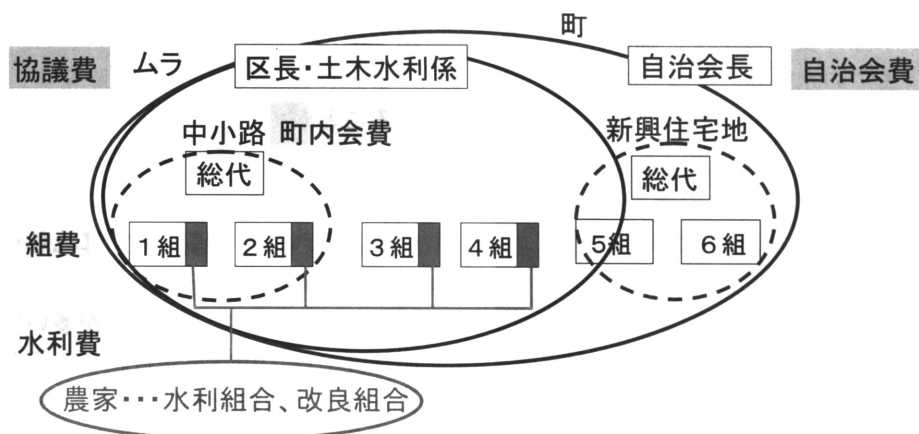 町
協議費 ムラ 区長・土木水利係 自治会長 自治会費
中小路 町内会費 新興住宅地
総代 総代
組費 1組 2組 3組 4組 5組 6組
水利費
農家・・・水利組合、改良組合